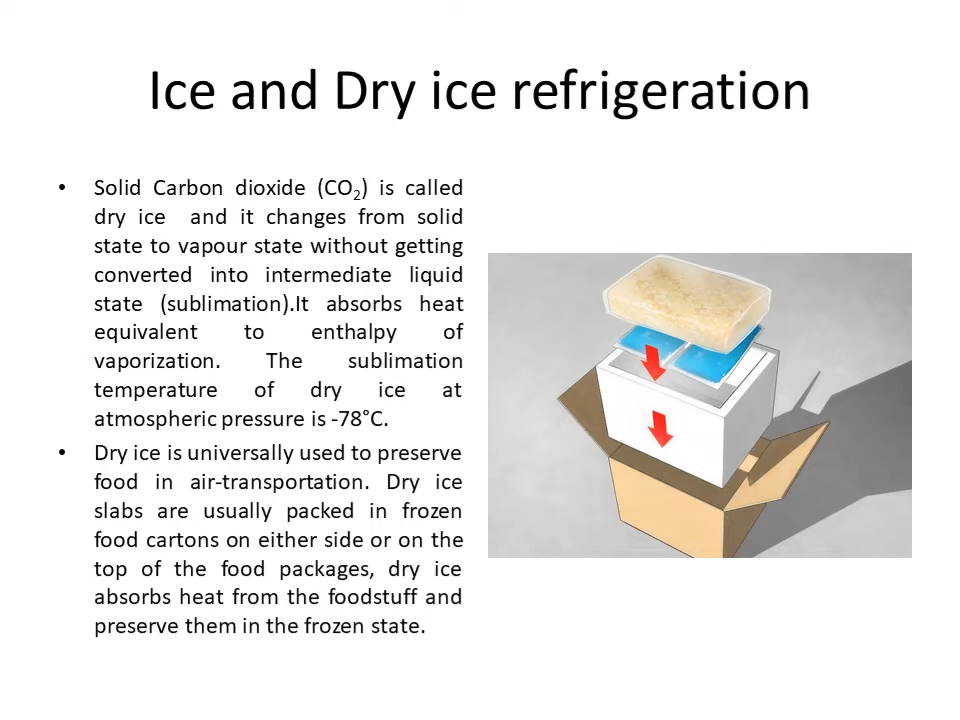 Ice and Dry ice refrigeration
• Solid Carbon dioxide (CO₂) is called
dry ice  and it changes from solid
state to vapour state without getting
converted into intermediate liquid
state (sublimation).It absorbs heat
equivalent to enthalpy of
vaporization. The sublimation
temperature of dry ice at
atmospheric pressure is -78°C.
• Dry ice is universally used to preserve
food in air-transportation. Dry ice
slabs are usually packed in frozen
food cartons on either side or on the
top of the food packages, dry ice
absorbs heat from the foodstuff and
preserve them in the frozen state.